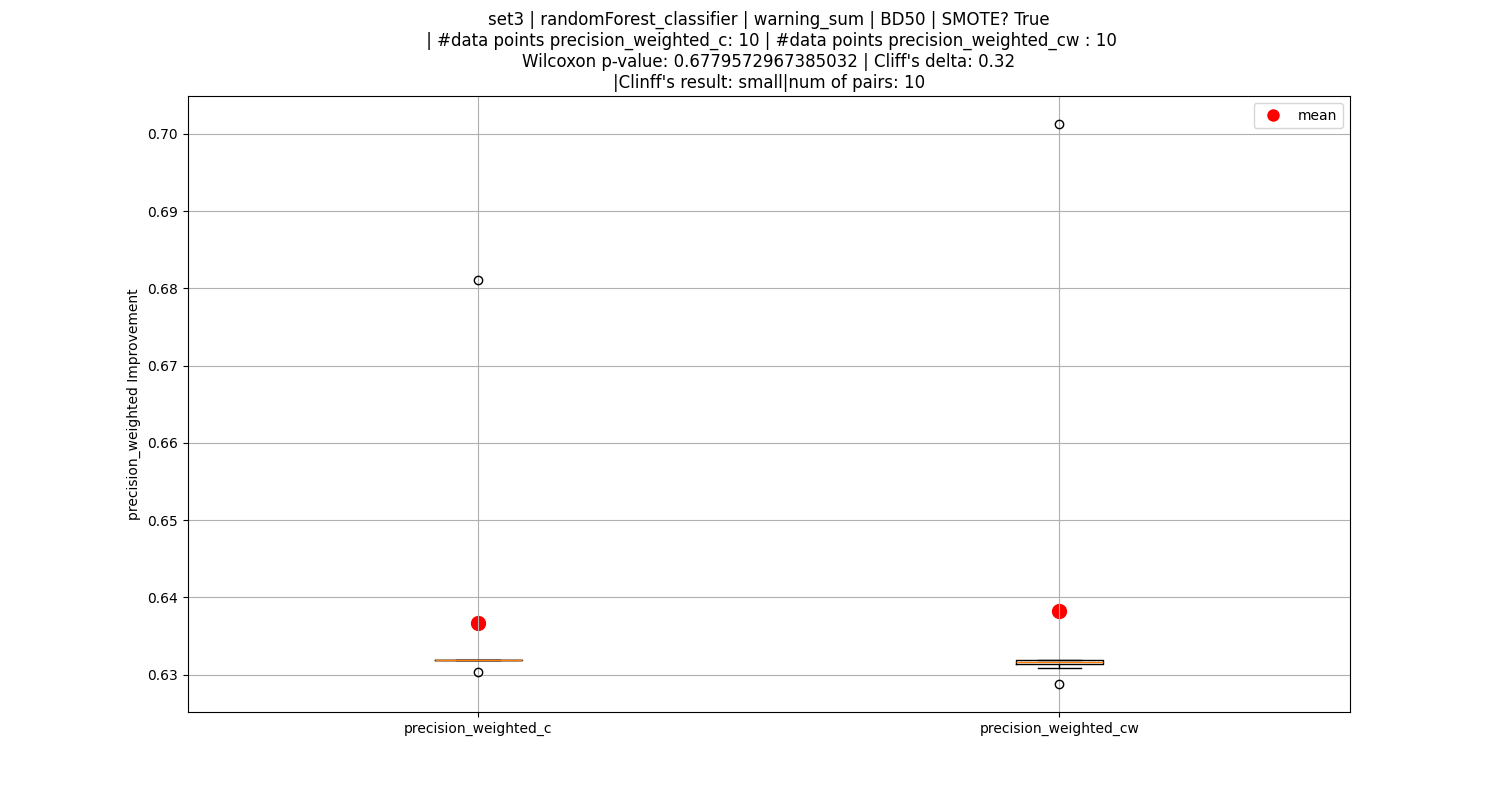 set3 | randomForest_classifier | warning_sum | BD50 | SMOTE? True
| #data points precision_weighted_c: 10 | #data points precision_weighted_cw : 10
Wilcoxon p-value: 0.6779572967385032 | Cliff's delta: 0.32
|Clinff's result: small|num of pairs: 10
mean
precision_weighted Improvement
0.70
0.69
0.68
0.67
0.66
0.65
0.64
0.63
precision_weighted_c
precision_weighted_cw